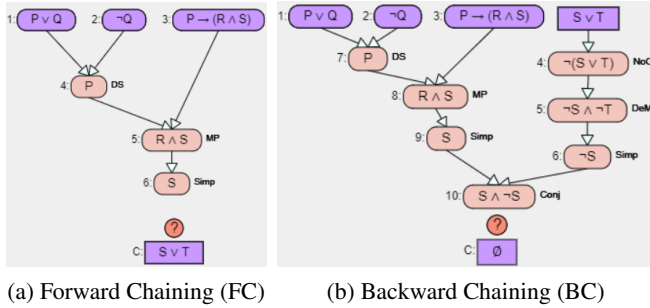 1: P ∨ Q 2: ¬Q 3: P → (R ∧ S)
4: P DS
5: R ∧ S MP
6: S Simp
?
C: S ∨ T
(a) Forward Chaining (FC)
1: P ∨ Q 2: ¬Q 3: P → (R ∧ S) S ∨ T
7: P DS 4: ¬(S ∨ T) NoC
8: R ∧ S MP 5: ¬S ∧ ¬T DeM
9: S Simp 6: ¬S Simp
10: S ∧ ¬S Conj
?
C: Ø
(b) Backward Chaining (BC)